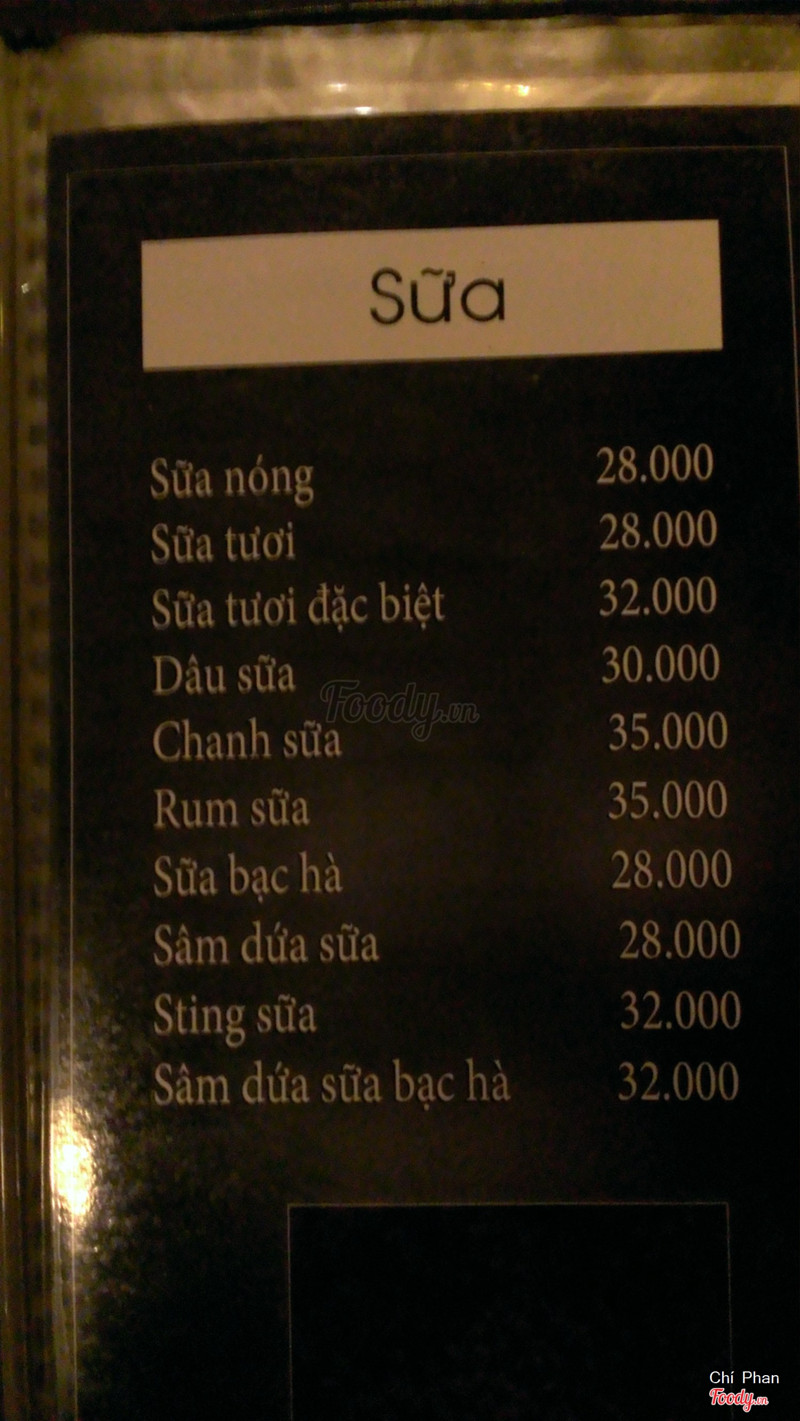 Sữa
Sữa nóng 28.000
Sữa tươi 28.000
Sữa tươi đặc biệt 32.000
Dâu sữa 30.000
Foody.vn
Chanh sữa 35.000
Rum sữa 35.000
Sữa bạc hà 28.000
Sâm dứa sữa 28.000
Sting sữa 32.000
Sâm dứa sữa bạc hà 32.000
Chí Phan
Foody.vn